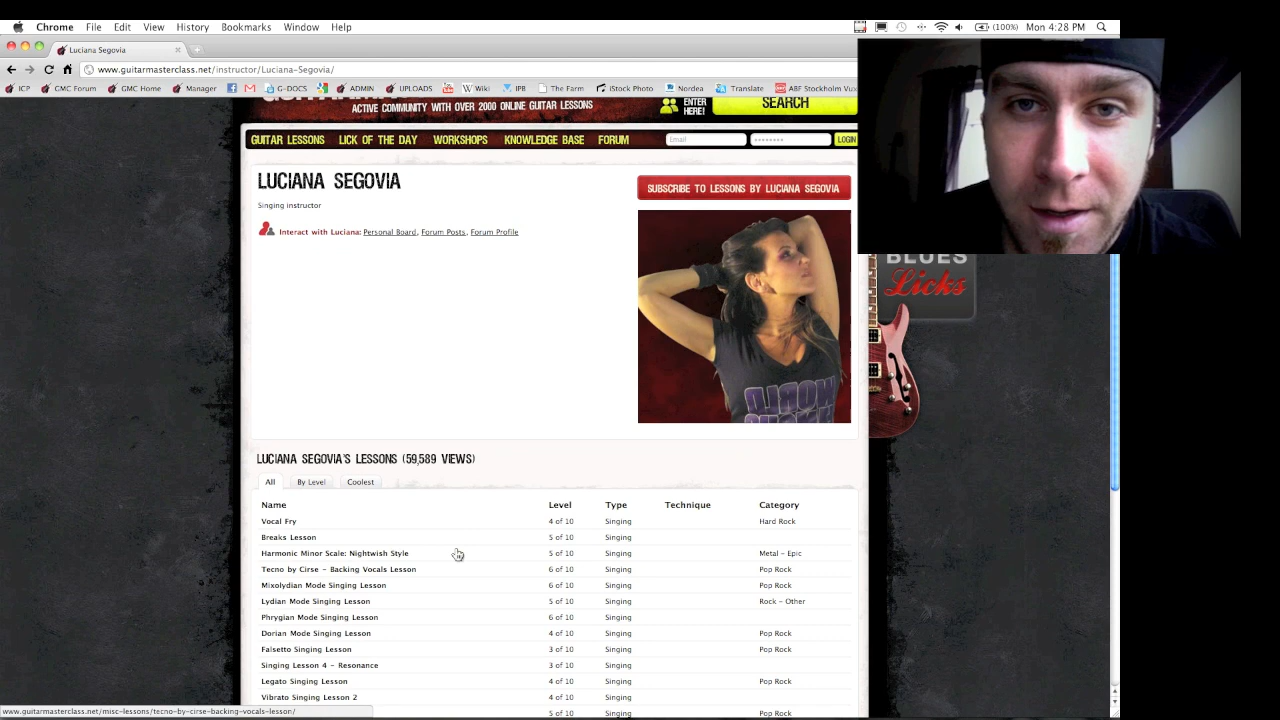 Chrome File Edit View History Bookmarks Window Help (100%) Mon 4:28 PM
Luciana Segovia
www.guitarmasterclass.net/instructor/Luciana-Segovia/
ICP GMC Forum GMC Home Manager G-DOCS ADMIN UPLOADS Wiki IPB The Farm iStock Photo Nordea Translate ABF Stockholm Vux
ACTIVE COMMUNITY WITH OVER 2000 ONLINE GUITAR LESSONS
ENTER HERE!
SEARCH
GUITAR LESSONS LICK OF THE DAY WORKSHOPS KNOWLEDGE BASE FORUM Email LOGIN
LUCIANA SEGOVIA
SUBSCRIBE TO LESSONS BY LUCIANA SEGOVIA
Singing instructor
Interact with Luciana: Personal Board, Forum Posts, Forum Profile
BLUES
Licks
WORLD
LUCIANA SEGOVIA'S LESSONS (59,589 VIEWS)
All By Level Coolest
Name Level Type Technique Category
Vocal Fry 4 of 10 Singing Hard Rock
Breaks Lesson 5 of 10 Singing
Harmonic Minor Scale: Nightwish Style 5 of 10 Singing Metal - Epic
Tecno by Cirse - Backing Vocals Lesson 6 of 10 Singing Pop Rock
Mixolydian Mode Singing Lesson 6 of 10 Singing Pop Rock
Lydian Mode Singing Lesson 5 of 10 Singing Rock - Other
Phrygian Mode Singing Lesson 6 of 10 Singing
Dorian Mode Singing Lesson 4 of 10 Singing Pop Rock
Falsetto Singing Lesson 3 of 10 Singing Pop Rock
Singing Lesson 4 - Resonance 3 of 10 Singing
Legato Singing Lesson 4 of 10 Singing Pop Rock
Vibrato Singing Lesson 2 4 of 10 Singing
5 of 10 Singing Pop Rock
www.guitarmasterclass.net/misc-lessons/tecno-by-cirse-backing-vocals-lesson/